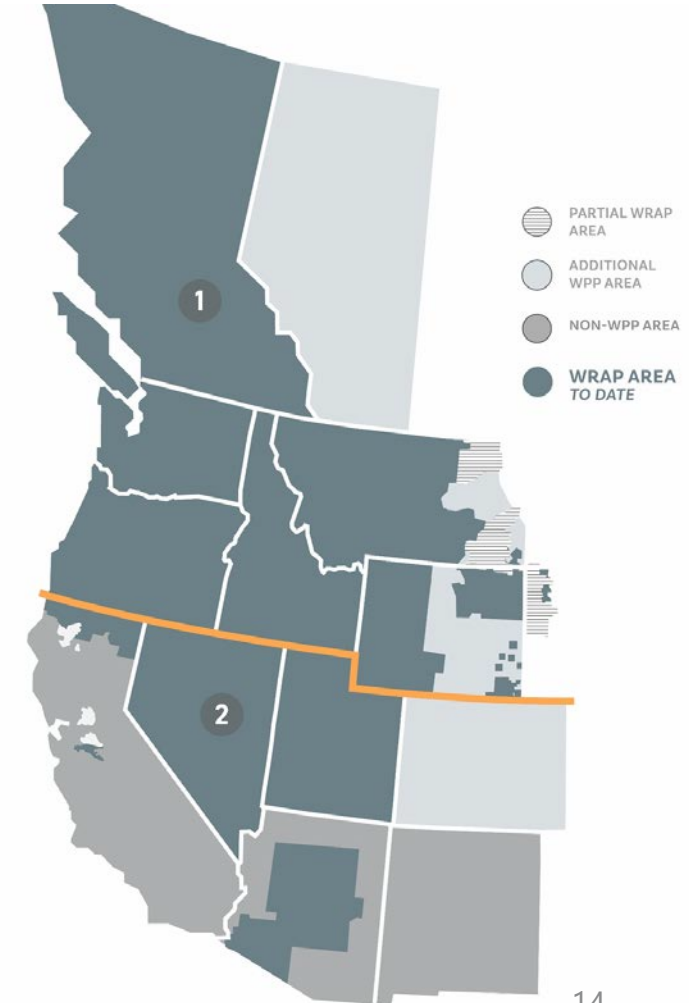 1
PARTIAL WRAP
AREA
ADDITIONAL
WPP AREA
NON-WPP AREA
WRAP AREA
TO DATE
2
14